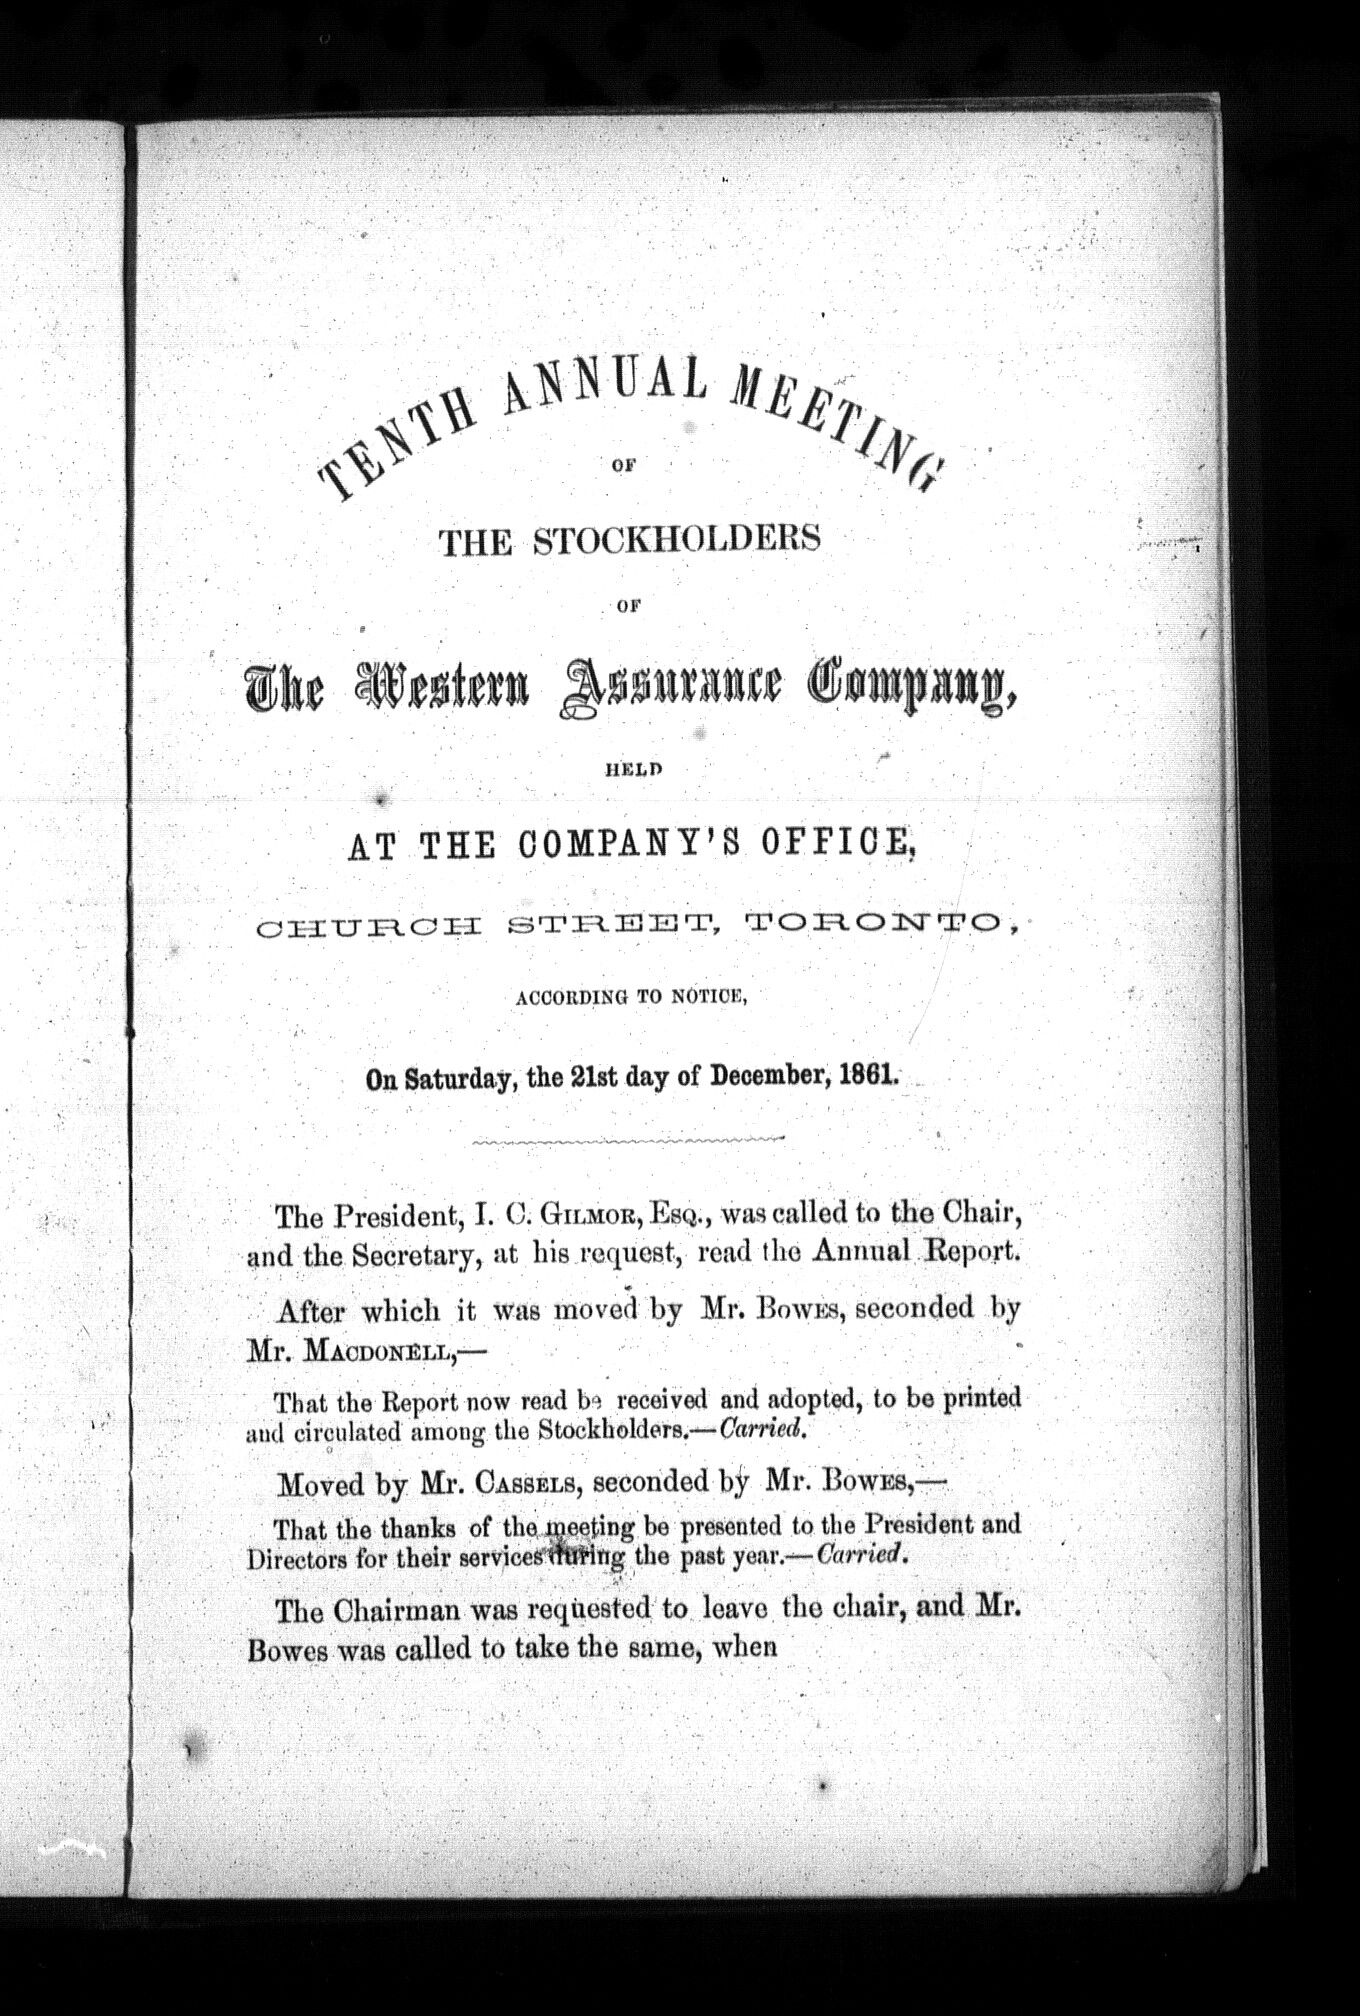 TENTH ANNUAL MEETING
OF
THE STOCKHOLDERS
OF
The Western Assurance Company,
HELD
AT THE COMPANY'S OFFICE,
CHURCH STREET, TORONTO,
ACCORDING TO NOTICE,
On Saturday, the 21st day of December, 1861.
The President, I. C. GILMOR, ESQ., was called to the Chair,
and the Secretary, at his request, read the Annual Report.
After which it was moved by Mr. BOWES, seconded by
Mr. MACDONELL,—
That the Report now read be received and adopted, to be printed
and circulated among the Stockholders.—Carried.
Moved by Mr. CASSELS, seconded by Mr. BOWES,—
That the thanks of the meeting be presented to the President and
Directors for their services during the past year.—Carried.
The Chairman was requested to leave the chair, and Mr.
Bowes was called to take the same, when